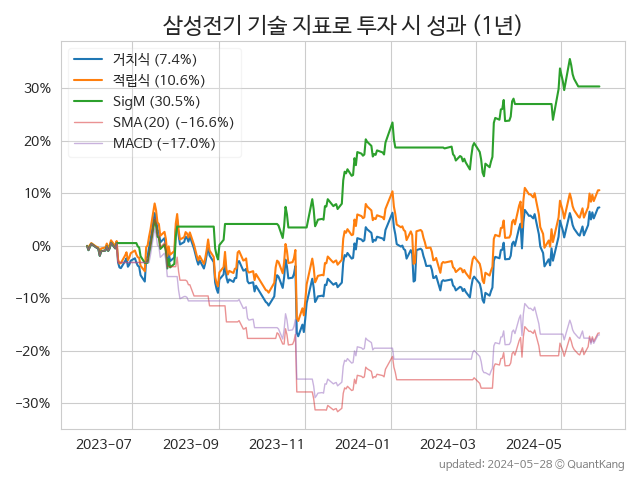 삼성전기 기술 지표로 투자 시 성과 (1년)
거치식 (7.4%)
적립식 (10.6%)
SigM (30.5%)
SMA(20) (−16.6%)
MACD (−17.0%)
30%
20%
10%
0%
−10%
−20%
−30%
2023-07 2023-09 2023-11 2024-01 2024-03 2024-05
updated: 2024-05-28 © QuantKang